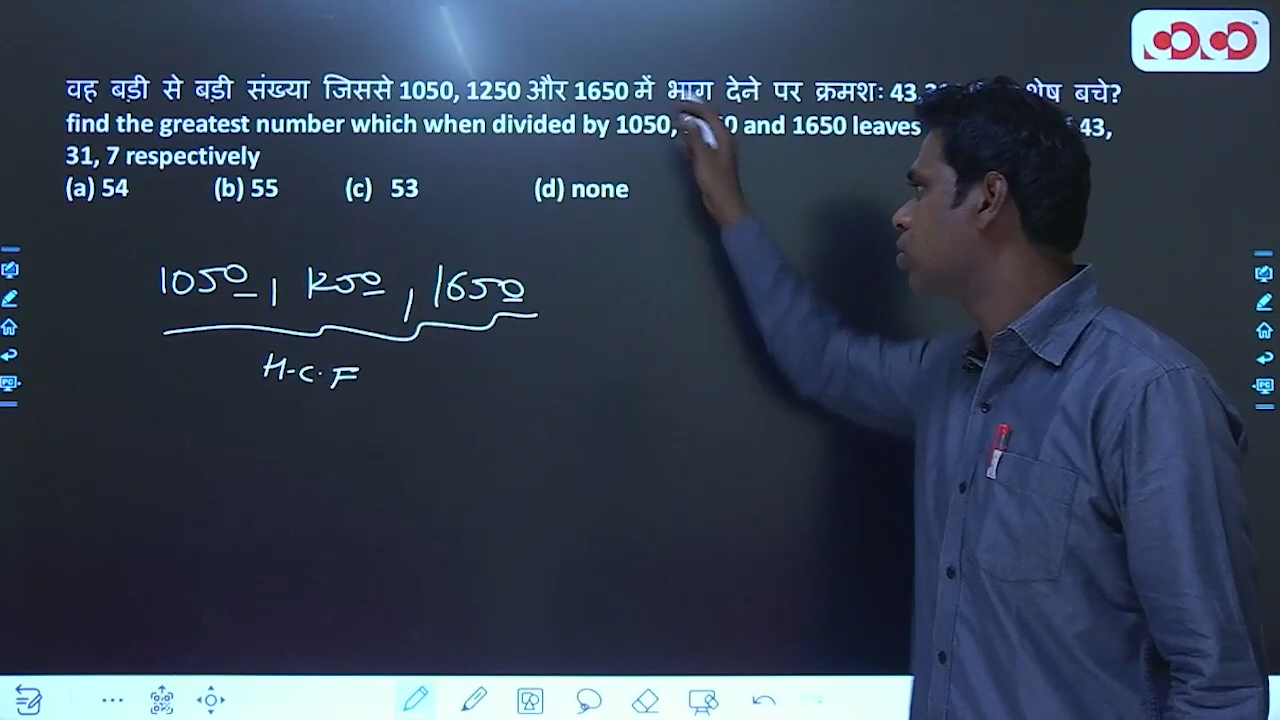 वह बड़ी से बड़ी संख्या जिससे 1050, 1250 और 1650 में भाग देने पर क्रमशः 43, शेष बचे?
find the greatest number which when divided by 1050, and 1650 leaves 43,
31, 7 respectively
(a) 54 (b) 55 (c) 53 (d) none
1050, 1250, 1650
H.C.F